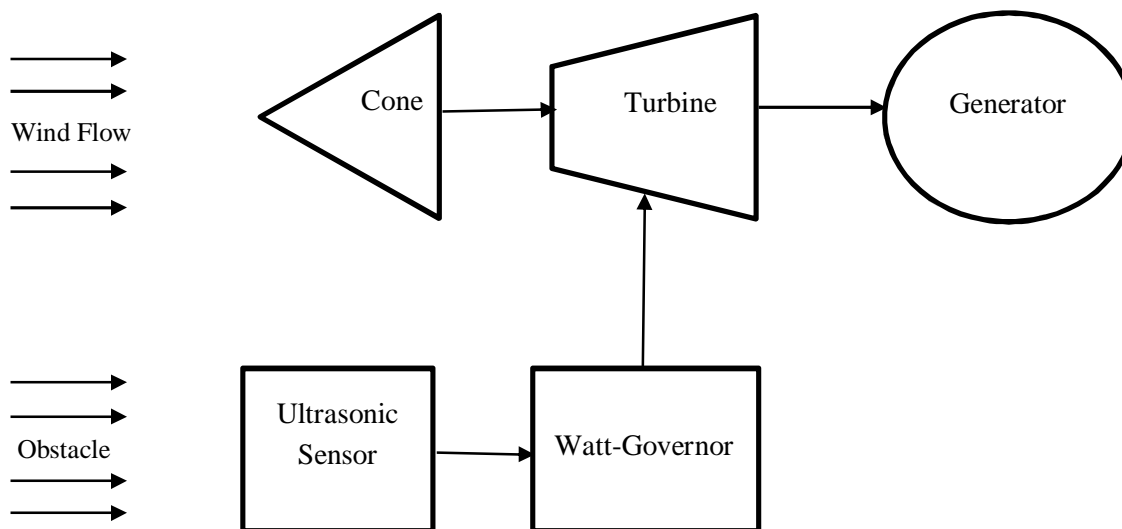 Cone
Turbine
Generator
Wind Flow
Ultrasonic
Sensor
Watt-Governor
Obstacle